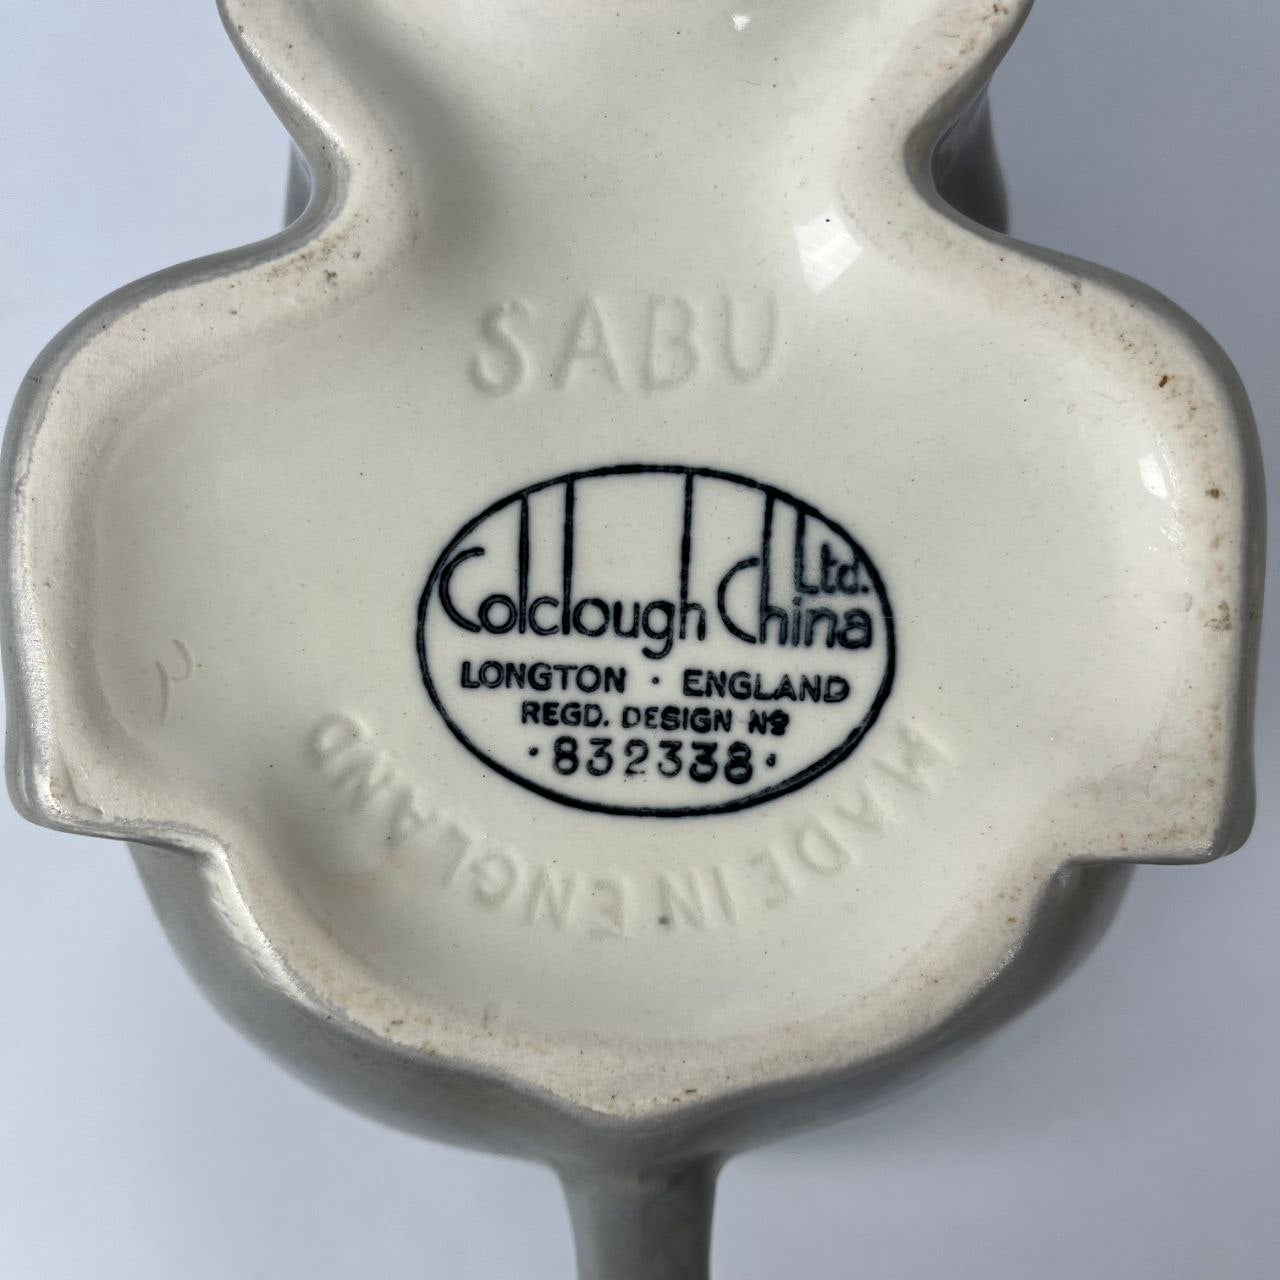 SABU
Colclough China Ltd.
LONGTON · ENGLAND
REGD. DESIGN Nº
·832338·
MADE IN ENGLAND